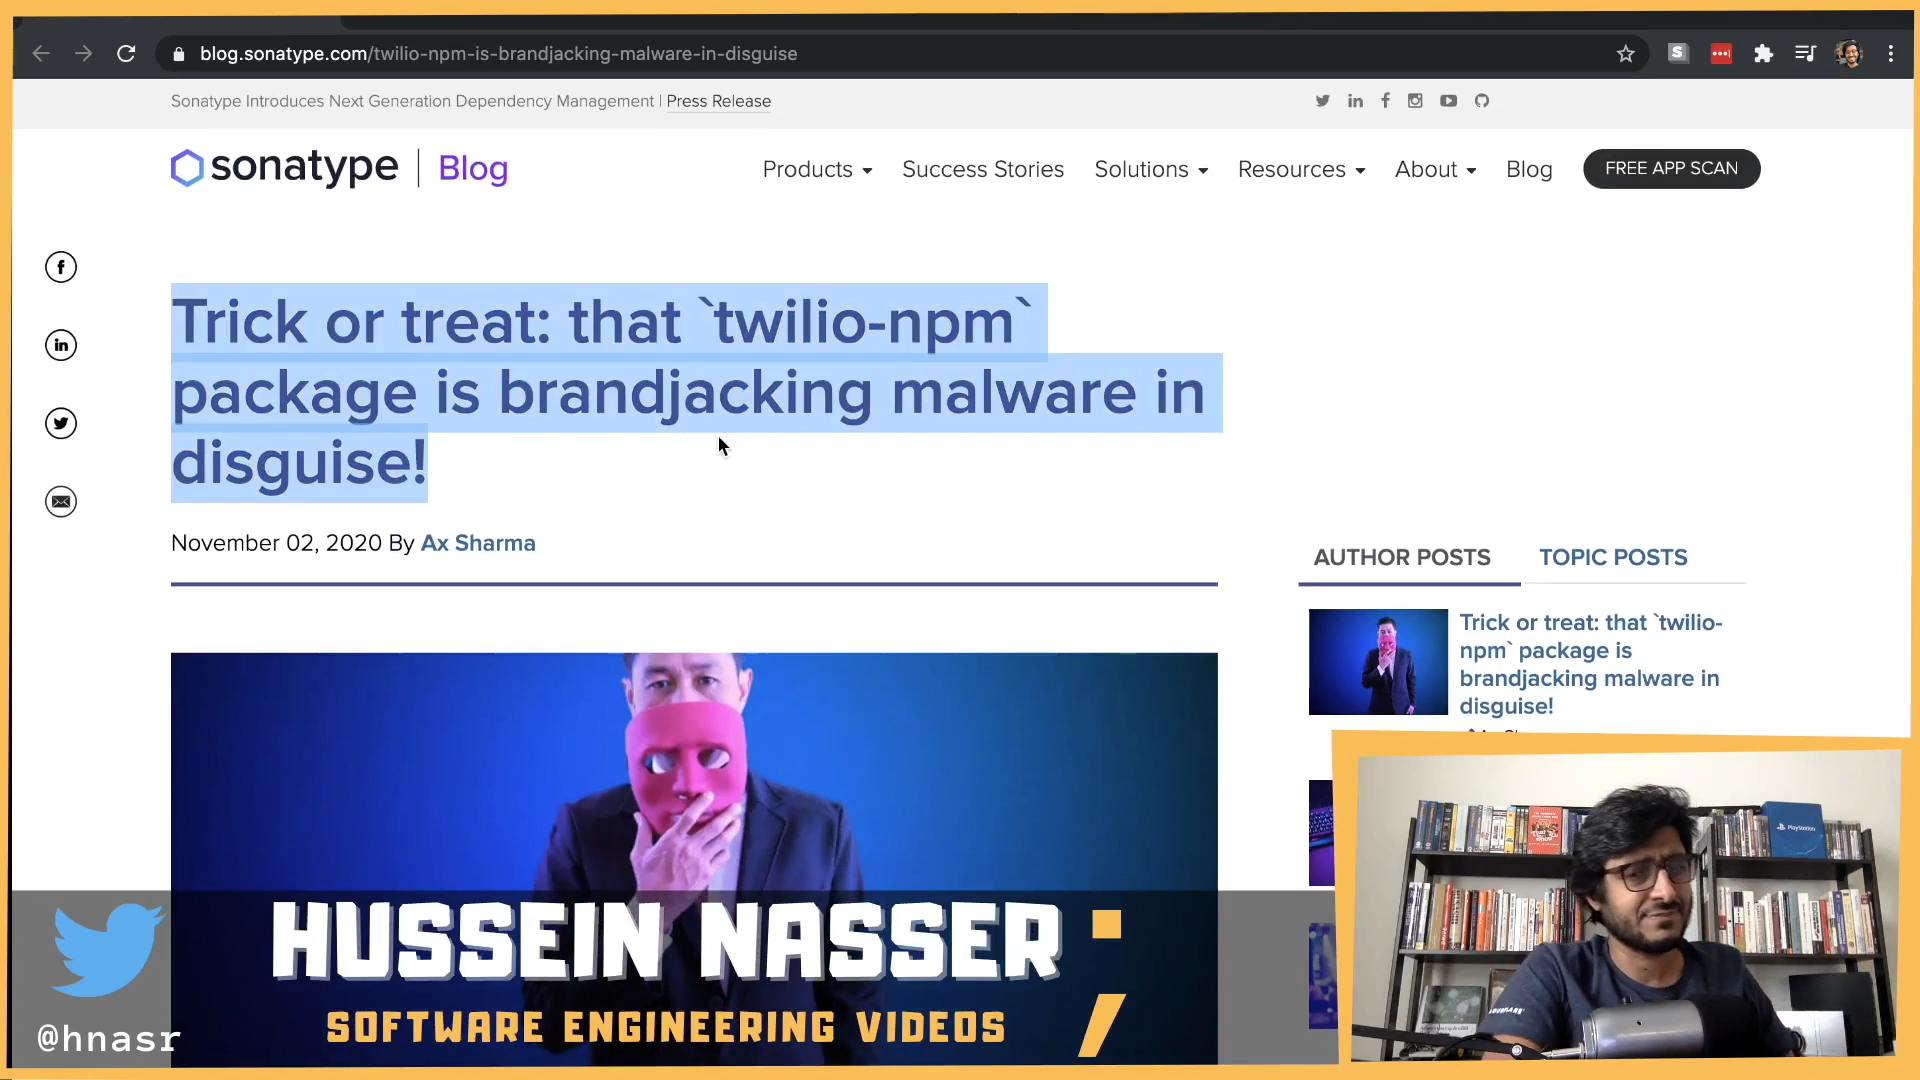 blog.sonatype.com/twilio-npm-is-brandjacking-malware-in-disguise
Sonatype Introduces Next Generation Dependency Management | Press Release
sonatype | Blog
Products
Success Stories
Solutions
Resources
About
Blog
FREE APP SCAN
Trick or treat: that `twilio-npm`
package is brandjacking malware in
disguise!
November 02, 2020 By Ax Sharma
AUTHOR POSTS
TOPIC POSTS
Trick or treat: that `twilio-
npm` package is
brandjacking malware in
disguise!
PlayStation
HUSSEIN NASSER ;
SOFTWARE ENGINEERING VIDEOS
@hnasr